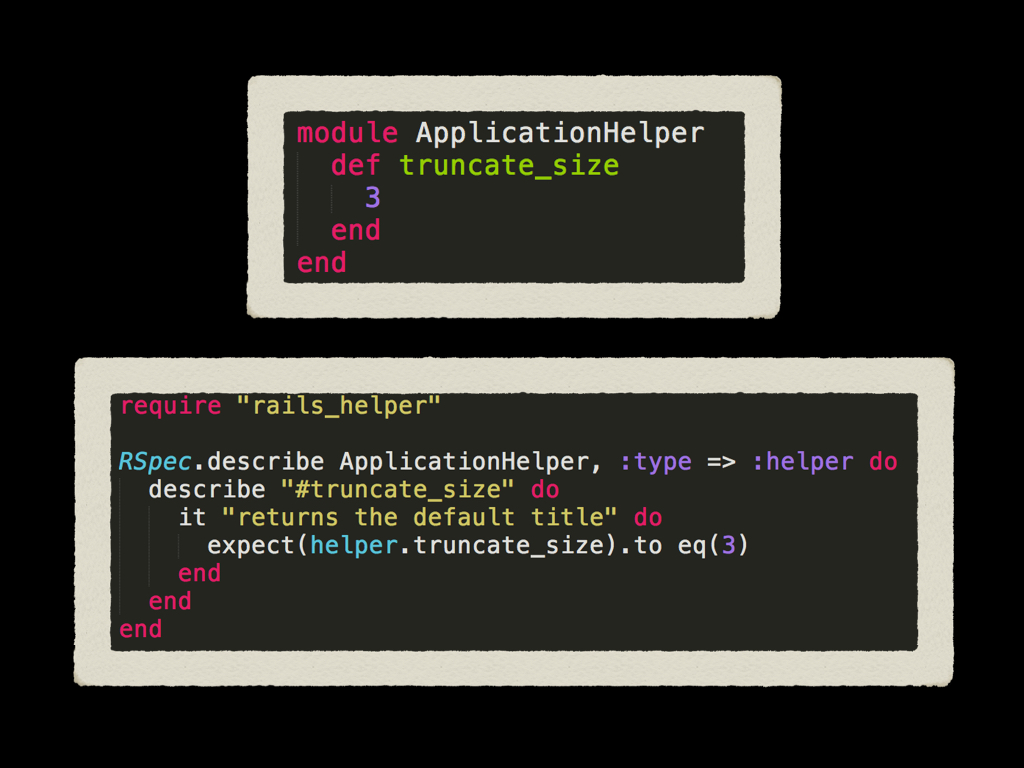 module ApplicationHelper
  def truncate_size
    3
  end
end
require "rails_helper"
RSpec.describe ApplicationHelper, :type => :helper do
  describe "#truncate_size" do
    it "returns the default title" do
      expect(helper.truncate_size).to eq(3)
    end
  end
end